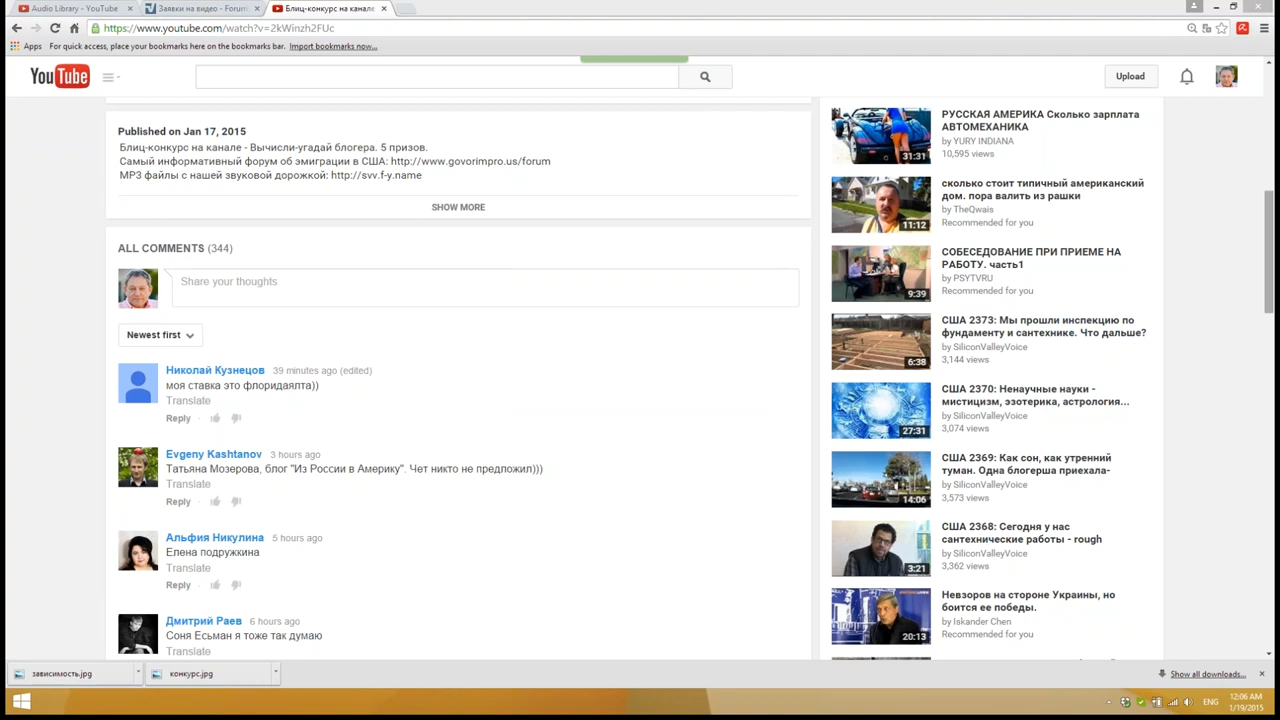 Audio Library - YouTube
Заявки на видео - Forum
Блиц-конкурс на канале
https://www.youtube.com/watch?v=2kWinzh2FUc
Apps For quick access, place your bookmarks here on the bookmarks bar. Import bookmarks now...
YouTube
Upload
Published on Jan 17, 2015
Блиц-конкурс на канале - Вычисли-угадай блогера. 5 призов.
Самый информативный форум об эмиграции в США: http://www.govorimpro.us/forum
MP3 файлы с нашей звуковой дорожкой: http://svv.f-y.name
SHOW MORE
ALL COMMENTS (344)
Share your thoughts
Newest first
Николай Кузнецов 39 minutes ago (edited)
моя ставка это флоридаялта))
Translate
Reply
Evgeny Kashtanov 3 hours ago
Татьяна Мозерова, блог "Из России в Америку". Чет никто не предложил)))
Translate
Reply
Альфия Никулина 5 hours ago
Елена подружкина
Translate
Reply
Дмитрий Раев 6 hours ago
Соня Есьман я тоже так думаю
Translate
31:31
РУССКАЯ АМЕРИКА Сколько зарплата
АВТОМЕХАНИКА
by YURY INDIANA
10,595 views
11:12
сколько стоит типичный американский
дом. пора валить из рашки
by TheQwais
Recommended for you
9:39
СОБЕСЕДОВАНИЕ ПРИ ПРИЕМЕ НА
РАБОТУ. часть1
by PSYTVRU
Recommended for you
6:38
США 2373: Мы прошли инспекцию по
фундаменту и сантехнике. Что дальше?
by SiliconValleyVoice
3,144 views
27:31
США 2370: Ненаучные науки -
мистицизм, эзотерика, астрология...
by SiliconValleyVoice
3,074 views
14:06
США 2369: Как сон, как утренний
туман. Одна блогерша приехала-
by SiliconValleyVoice
3,573 views
3:21
США 2368: Сегодня у нас
сантехнические работы - rough
by SiliconValleyVoice
3,362 views
20:13
Невзоров на стороне Украины, но
боится ее победы.
by Iskander Chen
Recommended for you
зависимость.jpg
конкурс.jpg
Show all downloads...
ENG
12:06 AM
1/19/2015